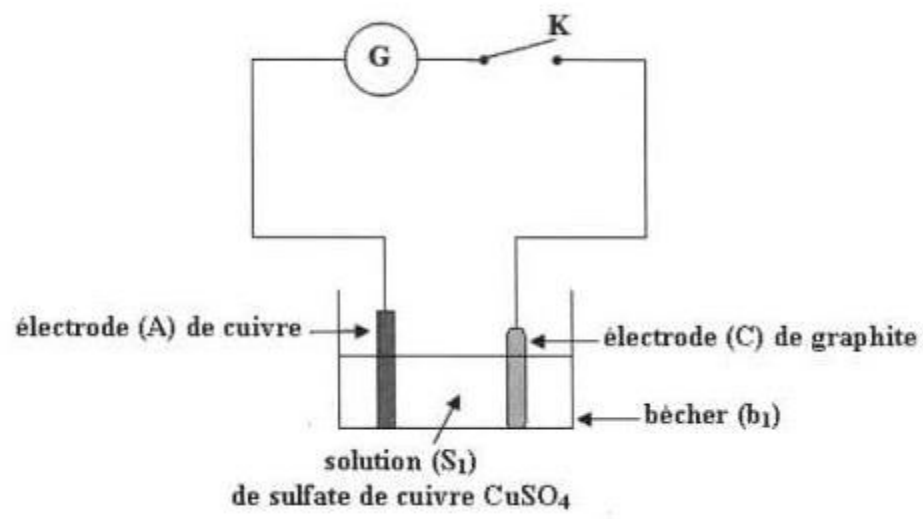 K
G
électrode (A) de cuivre
électrode (C) de graphite
bécher (b₁)
solution (S₁)
de sulfate de cuivre CuSO₄